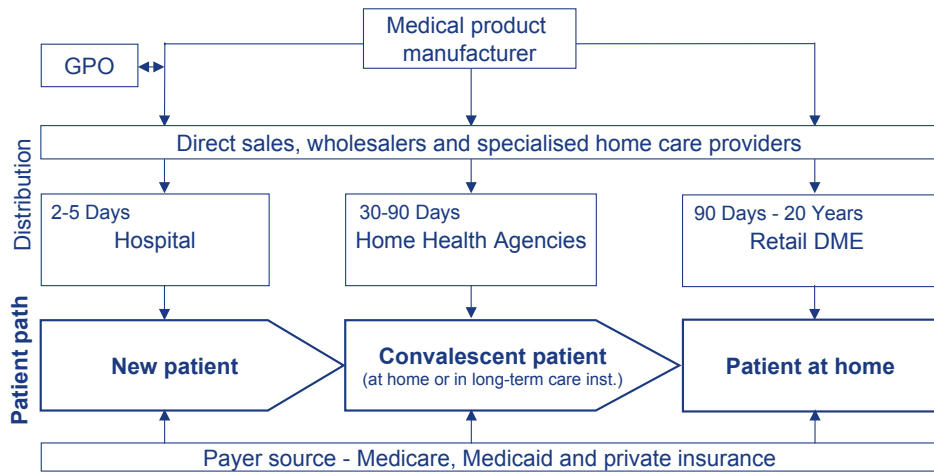 Medical product
manufacturer
GPO
Direct sales, wholesalers and specialised home care providers
Distribution
2-5 Days
Hospital
30-90 Days
Home Health Agencies
90 Days - 20 Years
Retail DME
Patient path
New patient
Convalescent patient
(at home or in long-term care inst.)
Patient at home
Payer source - Medicare, Medicaid and private insurance